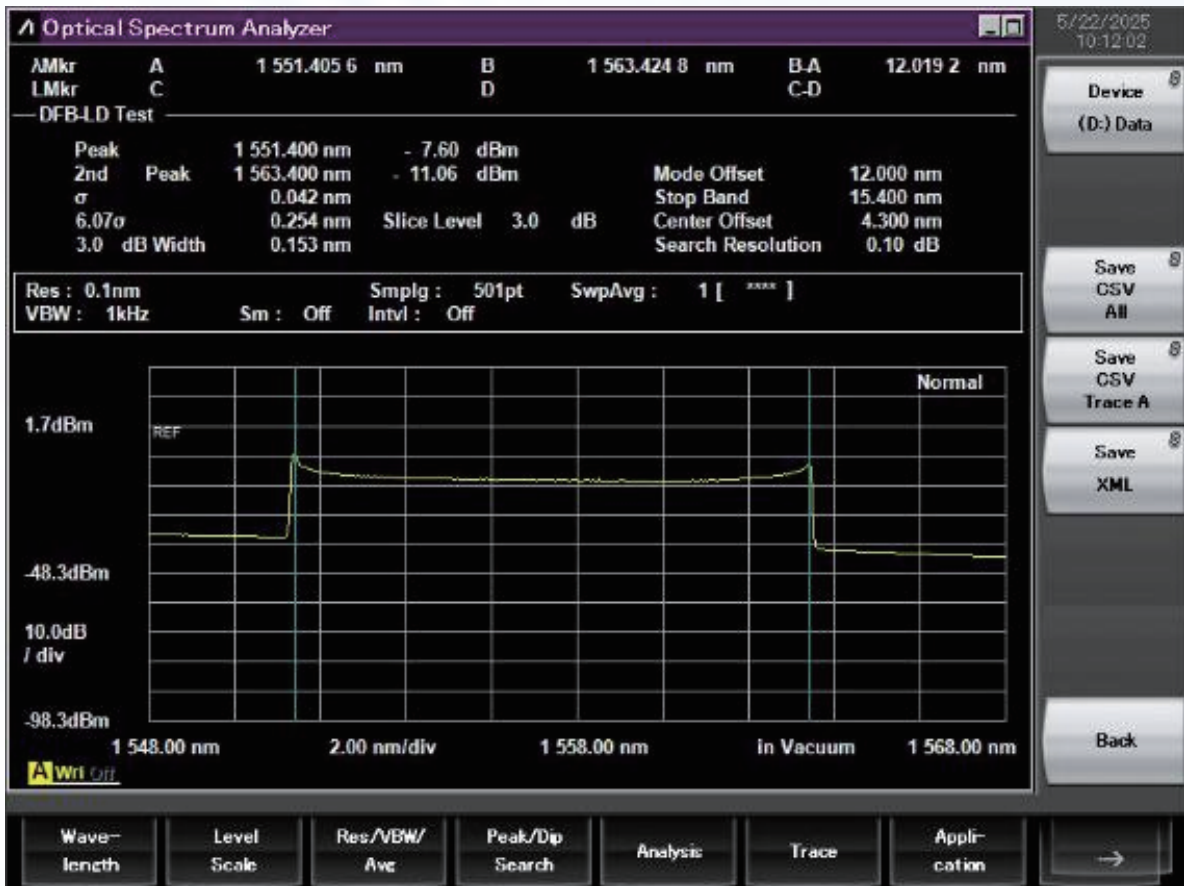 Optical Spectrum Analyzer
5/22/2025
10:12:02
λMkr A 1 551.405 6 nm B 1 563.424 8 nm B-A 12.019 2 nm
LMkr C D C-D
DFB-LD Test
Peak 1 551.400 nm - 7.60 dBm
2nd Peak 1 563.400 nm - 11.06 dBm Mode Offset 12.000 nm
σ 0.042 nm Stop Band 15.400 nm
6.07σ 0.254 nm Slice Level 3.0 dB Center Offset 4.300 nm
3.0 dB Width 0.153 nm Search Resolution 0.10 dB
Res : 0.1nm Smplg : 501pt SwpAvg : 1 [ **** ]
VBW : 1kHz Sm : Off Intvl : Off
Normal
1.7dBm
REF
-48.3dBm
10.0dB
/ div
-98.3dBm
1 548.00 nm 2.00 nm/div 1 558.00 nm in Vacuum 1 568.00 nm
A Wri Off
Device
(D:) Data
Save
CSV
All
Save
CSV
Trace A
Save
XML
Back
Wave-
length
Level
Scale
Res/VBW/
Avg
Peak/Dip
Search
Analysis
Trace
Appli-
cation
→